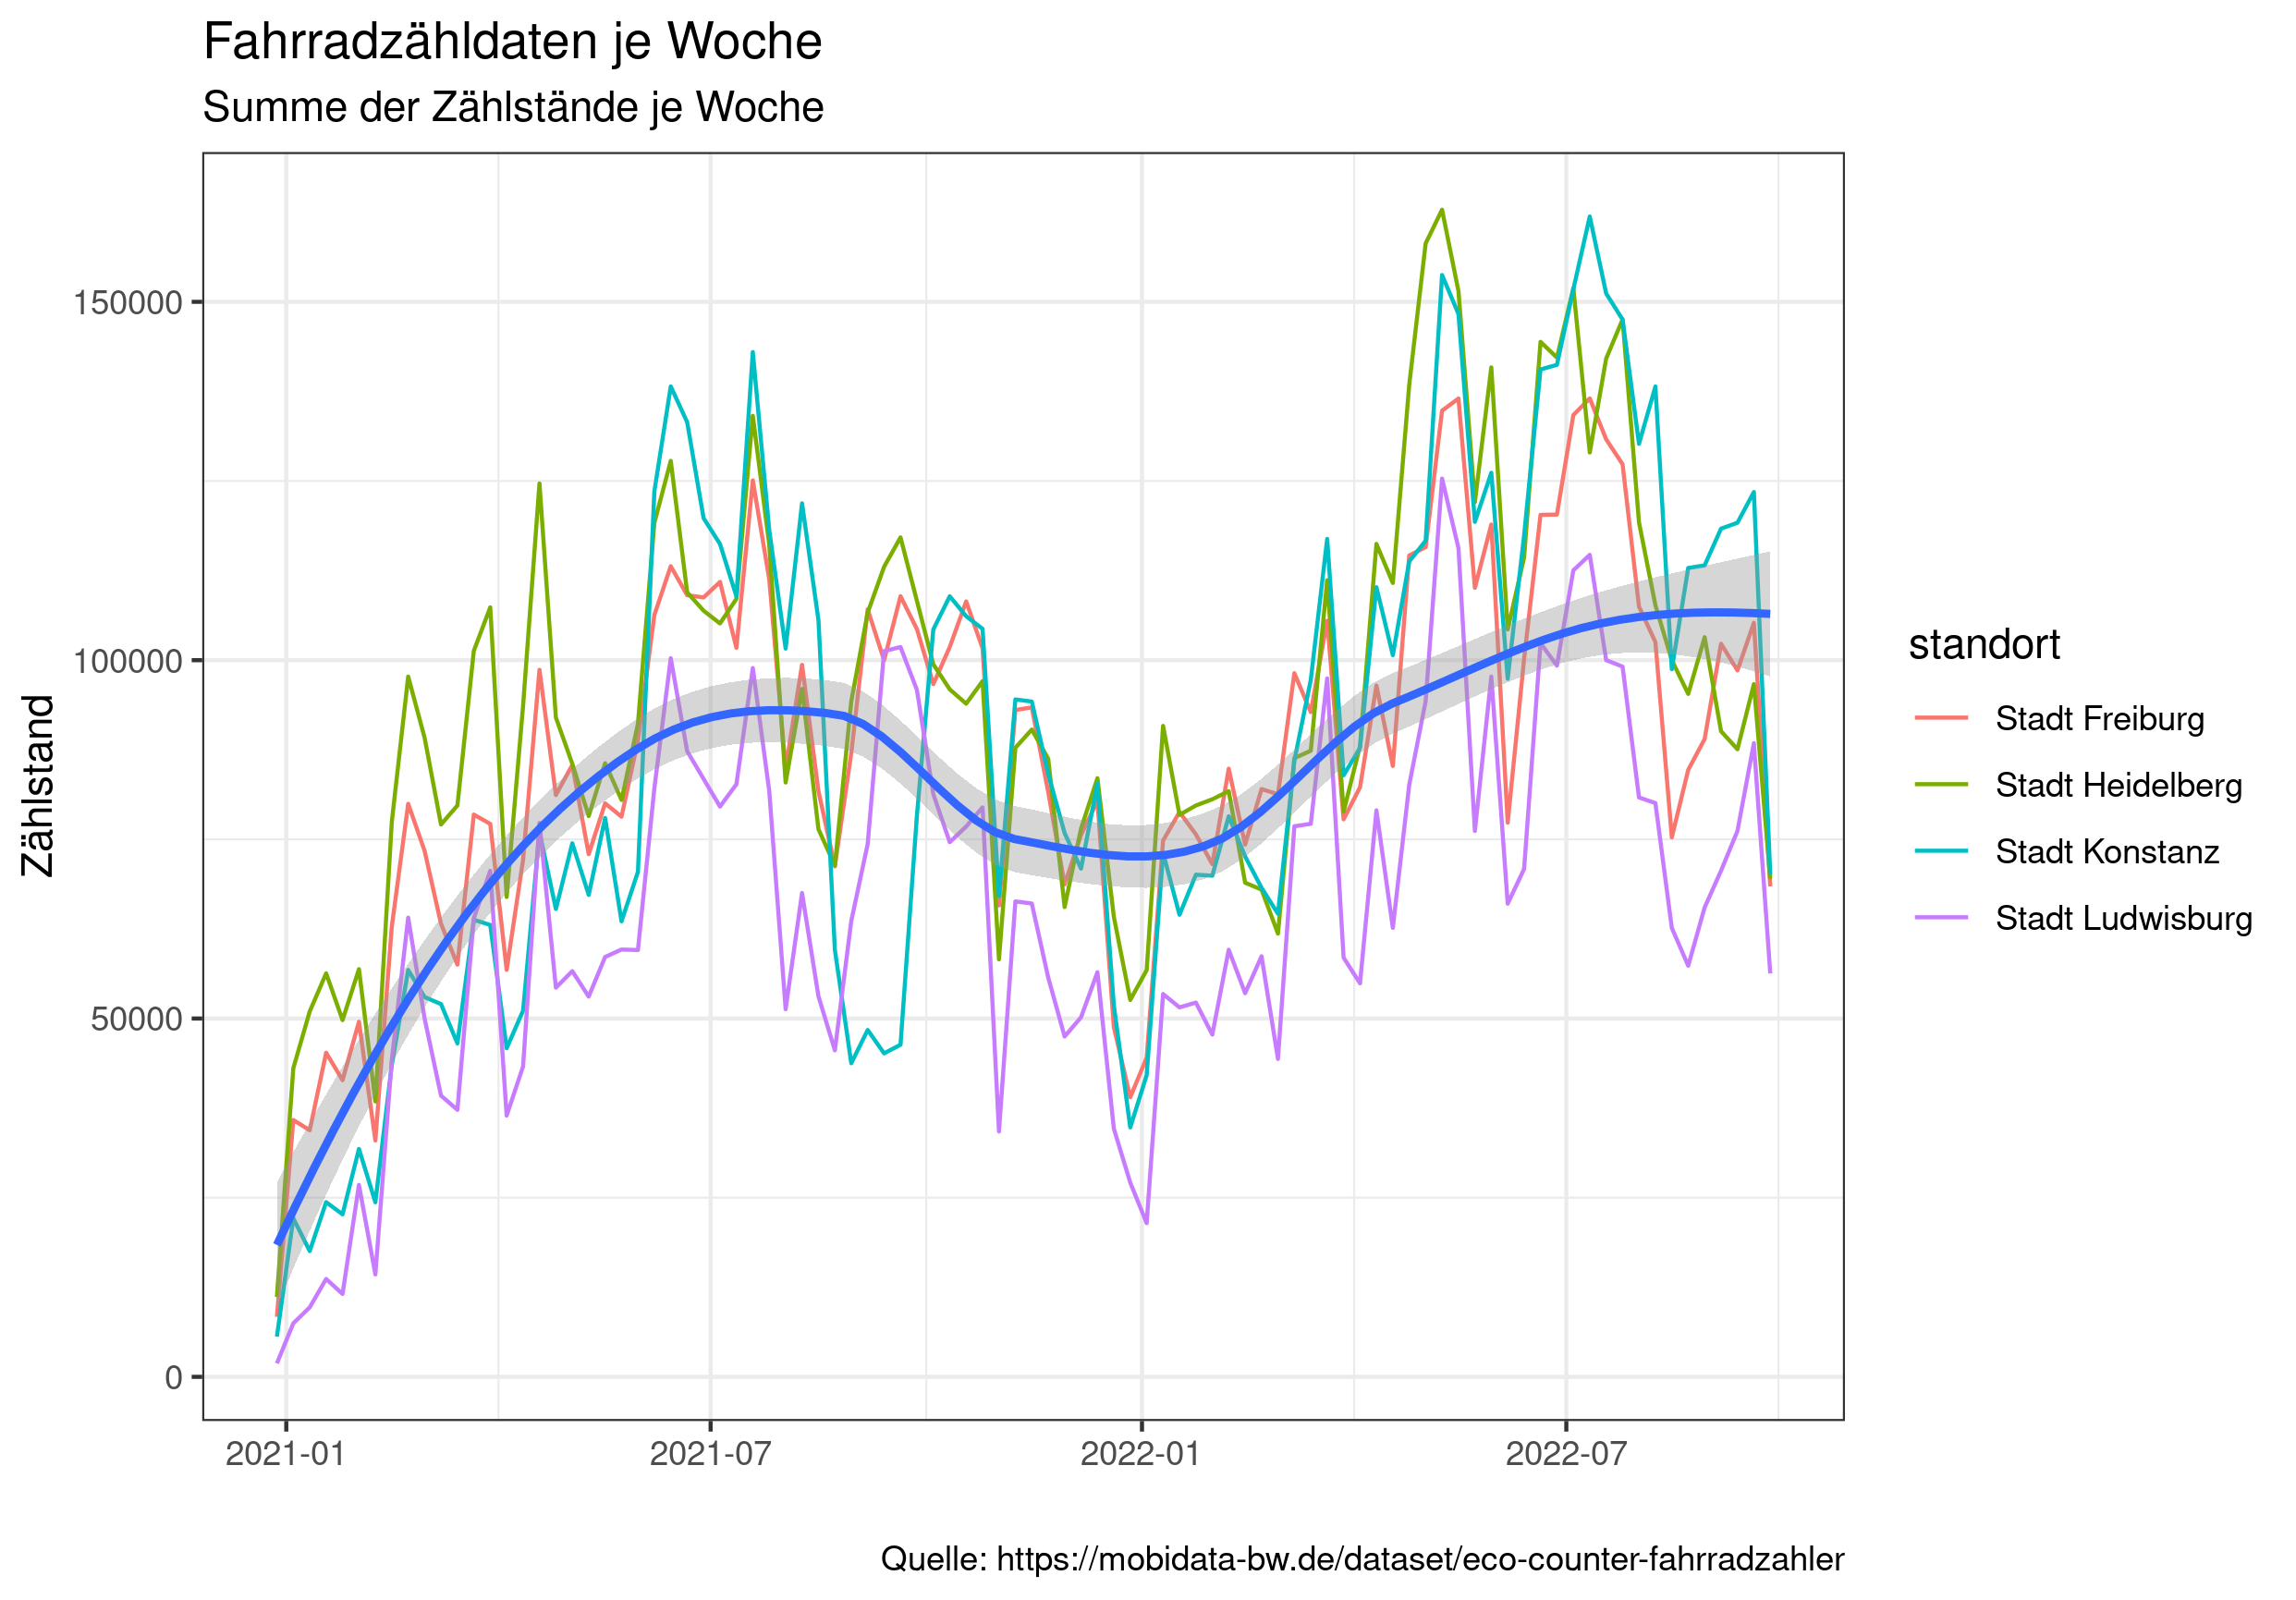 Fahrradzähldaten je Woche
Summe der Zählstände je Woche
Zählstand
150000
100000
50000
0
2021-01
2021-07
2022-01
2022-07
standort
Stadt Freiburg
Stadt Heidelberg
Stadt Konstanz
Stadt Ludwisburg
Quelle: https://mobidata-bw.de/dataset/eco-counter-fahrradzahler